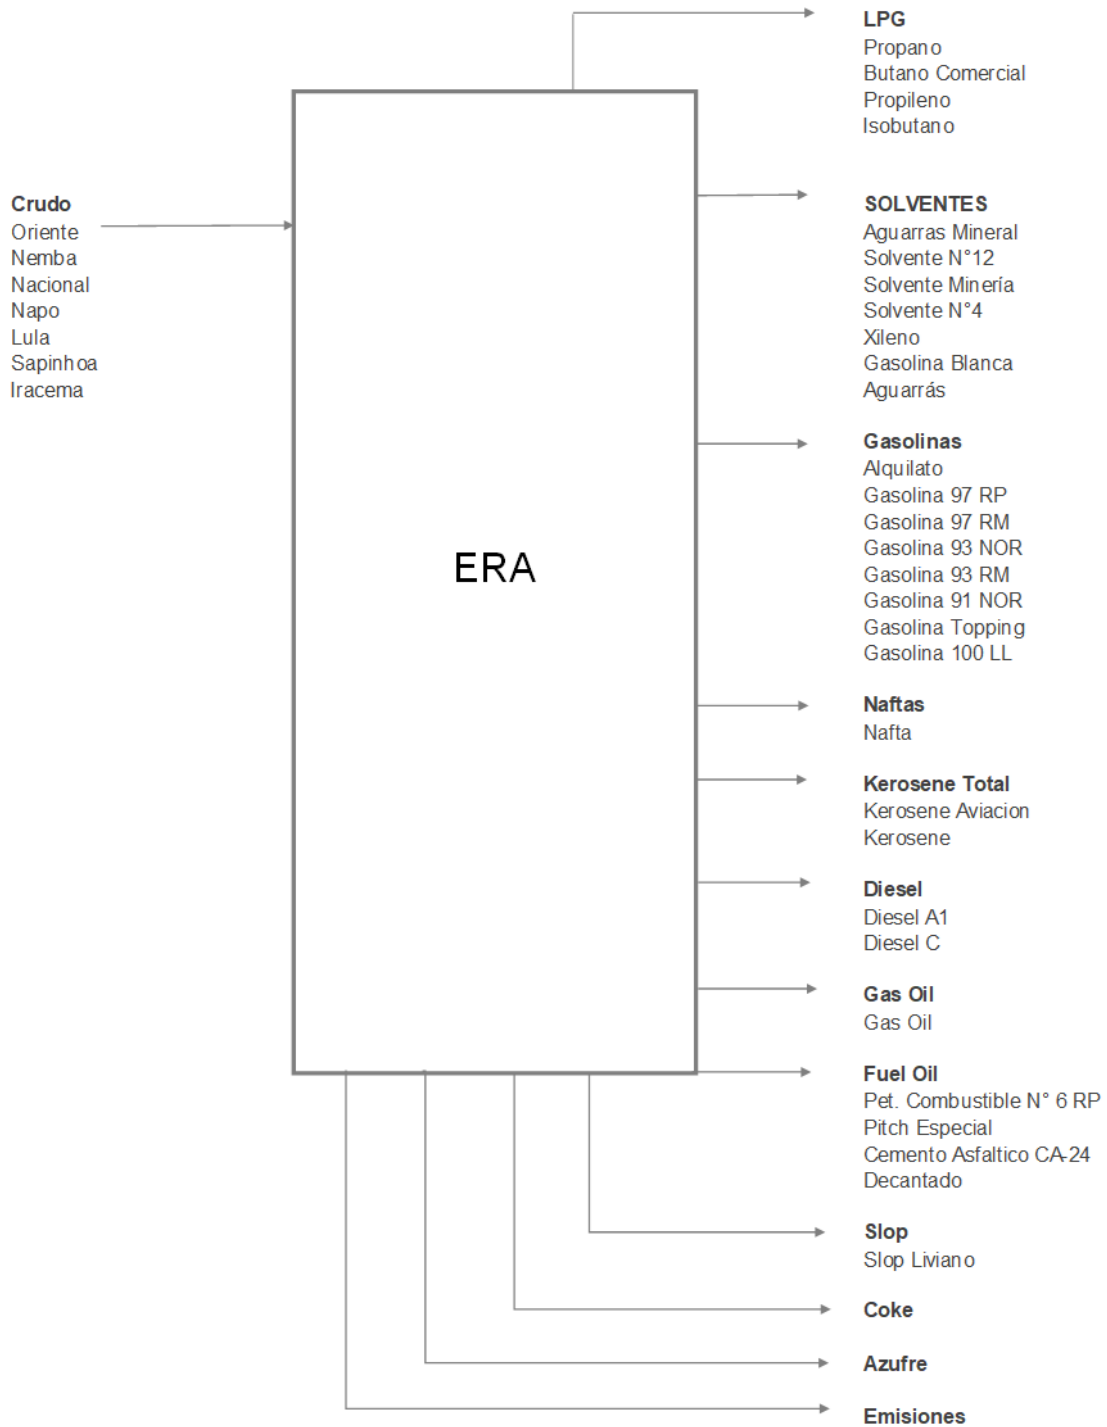 LPG
Propano
Butano Comercial
Propileno
Isobutano
Crudo
Oriente
Nemba
Nacional
Napo
Lula
Sapinhoa
Iracema
SOLVENTES
Aguarras Mineral
Solvente N°12
Solvente Minería
Solvente N°4
Xileno
Gasolina Blanca
Aguarrás
Gasolinas
Alquilato
Gasolina 97 RP
Gasolina 97 RM
Gasolina 93 NOR
Gasolina 93 RM
Gasolina 91 NOR
Gasolina Topping
Gasolina 100 LL
ERA
Naftas
Nafta
Kerosene Total
Kerosene Aviacion
Kerosene
Diesel
Diesel A1
Diesel C
Gas Oil
Gas Oil
Fuel Oil
Pet. Combustible N° 6 RP
Pitch Especial
Cemento Asfaltico CA-24
Decantado
Slop
Slop Liviano
Coke
Azufre
Emisiones